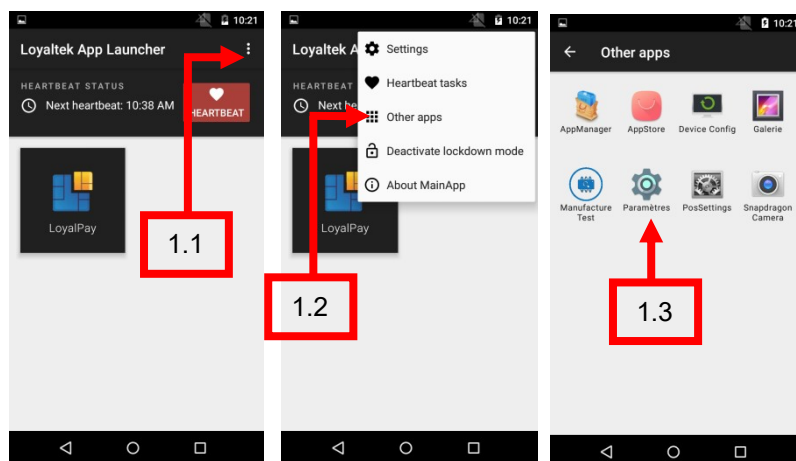 10:21
Loyaltek App Launcher
HEARTBEAT STATUS
Next heartbeat: 10:38 AM
HEARTBEAT
LoyalPay
1.1
10:21
Loyaltek A
HEARTBEAT
Next he
Settings
Heartbeat tasks
Other apps
Deactivate lockdown mode
About MainApp
LoyalPay
1.2
10:21
Other apps
AppManager AppStore Device Config Galerie
Manufacture Paramètres PosSettings Snapdragon
Test Camera
1.3